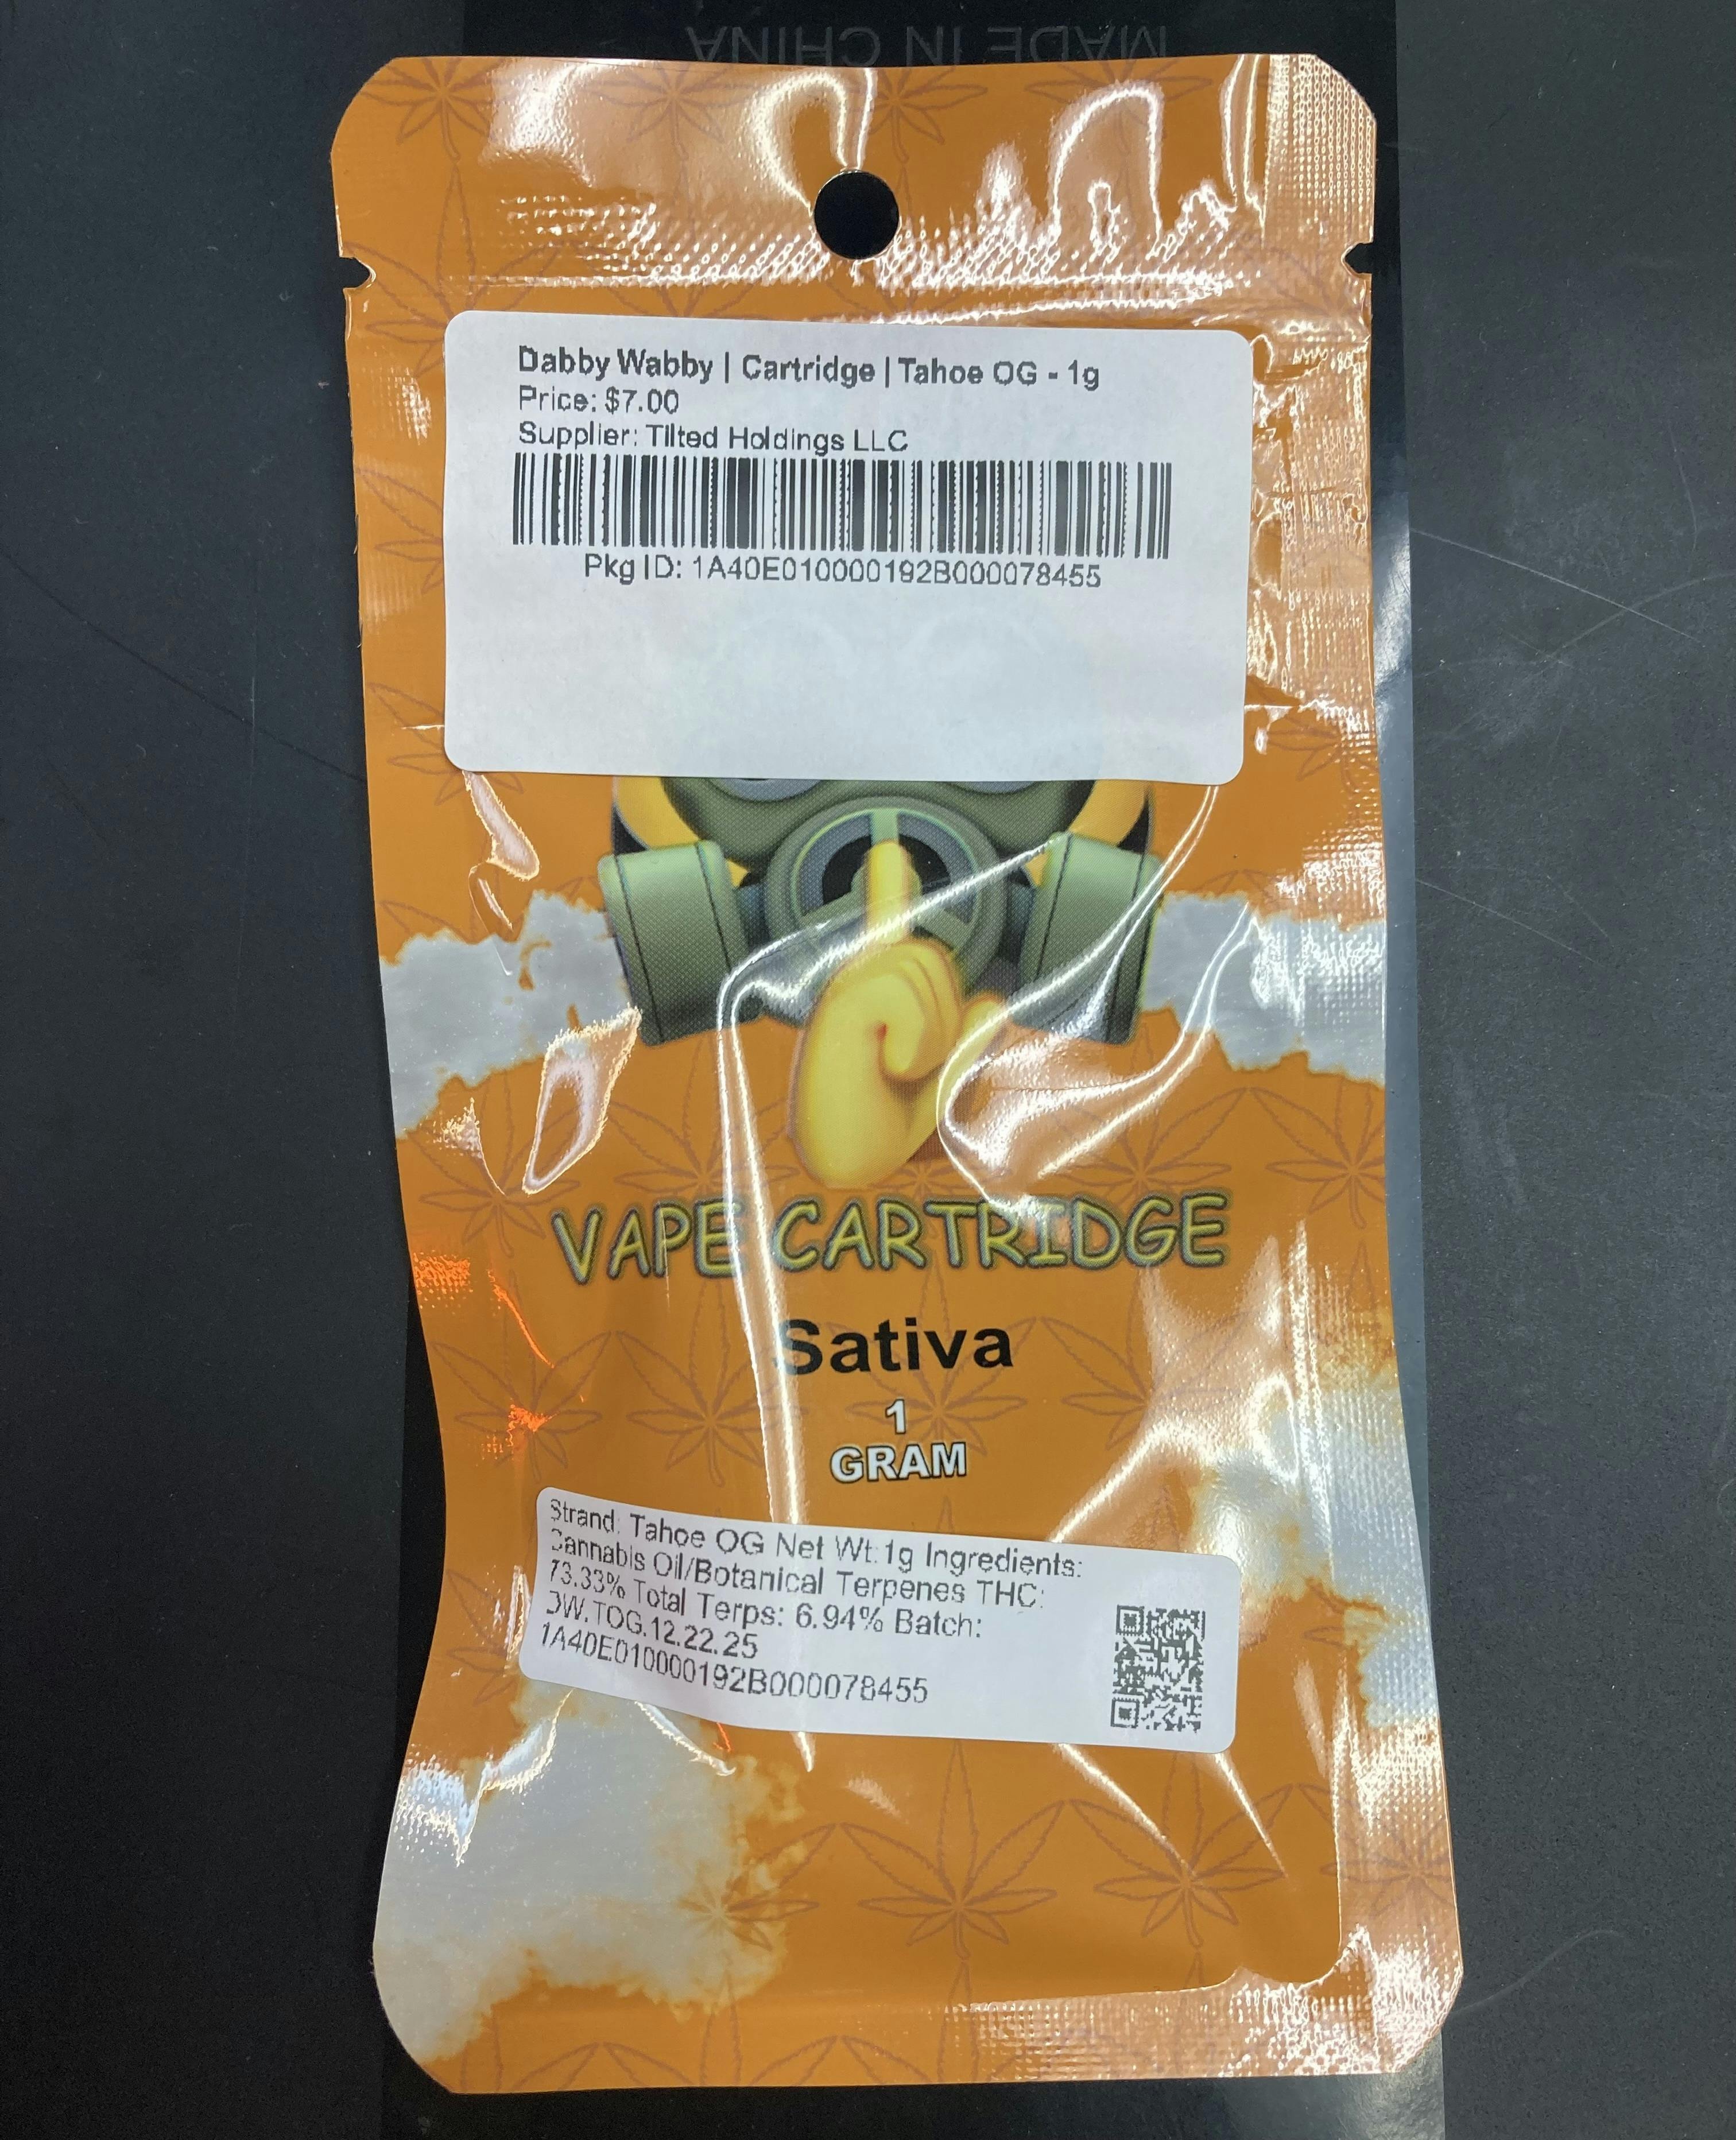 MADE IN CHINA
Dabby Wabby | Cartridge | Tahoe OG - 1g
Price: $7.00
Supplier: Tilted Holdings LLC
Pkg ID: 1A40E010000192B000078455
VAPE CARTRIDGE
Sativa
1
GRAM
Strand: Tahoe OG Net Wt:1g Ingredients:
Cannabis Oil/Botanical Terpenes THC:
73.33% Total Terps: 6.94% Batch:
DW.TOG.12.22.25
1A40E010000192B000078455